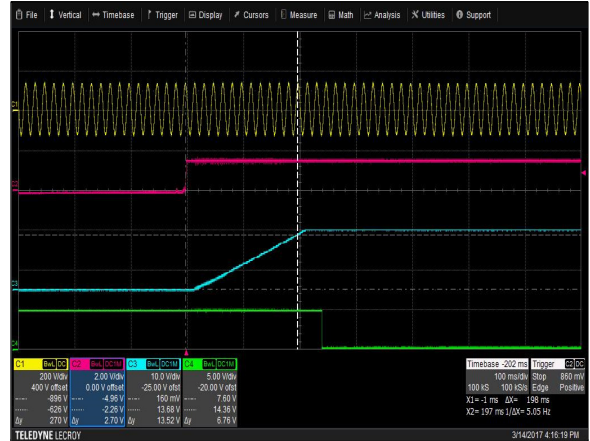 File Vertical Timebase Trigger Display Cursors Measure Math Analysis Utilities Support
C1
C3
C4
C1 BwL DC C2 BwL DC1M C3 BwL DC1M C4 BwL DC1M
200 V/div 2.00 V/div 10.0 V/div 5.00 V/div
400 V offset 0.00 V offset -25.00 V ofst -20.00 V ofst
-896 V -4.96 V 160 mV 7.60 V
-626 V -2.26 V 13.68 V 14.36 V
Δy 270 V Δy 2.70 V Δy 13.52 V Δy 6.76 V
Timebase -202 ms Trigger C2 DC
100 ms/div Stop 860 mV
100 kS 100 kS/s Edge Positive
X1= -1 ms ΔX= 198 ms
X2= 197 ms 1/ΔX= 5.05 Hz
TELEDYNE LECROY 3/14/2017 4:16:19 PM